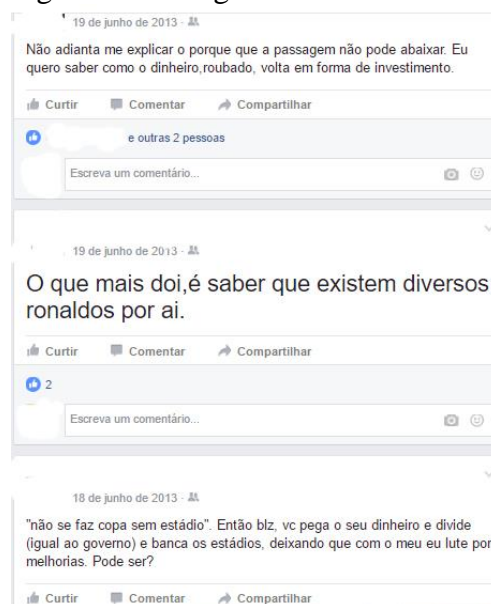 19 de junho de 2013
Não adianta me explicar o porque que a passagem não pode abaixar. Eu
quero saber como o dinheiro,roubado, volta em forma de investimento.
Curtir Comentar Compartilhar
e outras 2 pessoas
Escreva um comentário...
19 de junho de 2013
O que mais doi,é saber que existem diversos
ronaldos por ai.
Curtir Comentar Compartilhar
2
Escreva um comentário...
18 de junho de 2013
"não se faz copa sem estádio". Então blz, vc pega o seu dinheiro e divide
(igual ao governo) e banca os estádios, deixando que com o meu eu lute por
melhorias. Pode ser?
Curtir Comentar Compartilhar